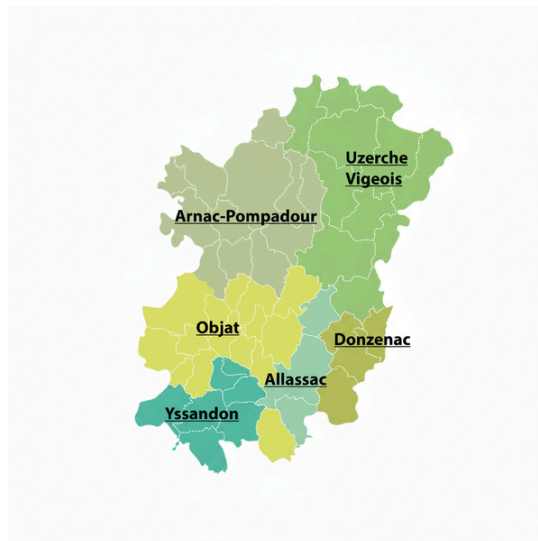 Uzerche
Vigeois
Arnac-Pompadour
Objat
Donzenac
Allassac
Yssandon